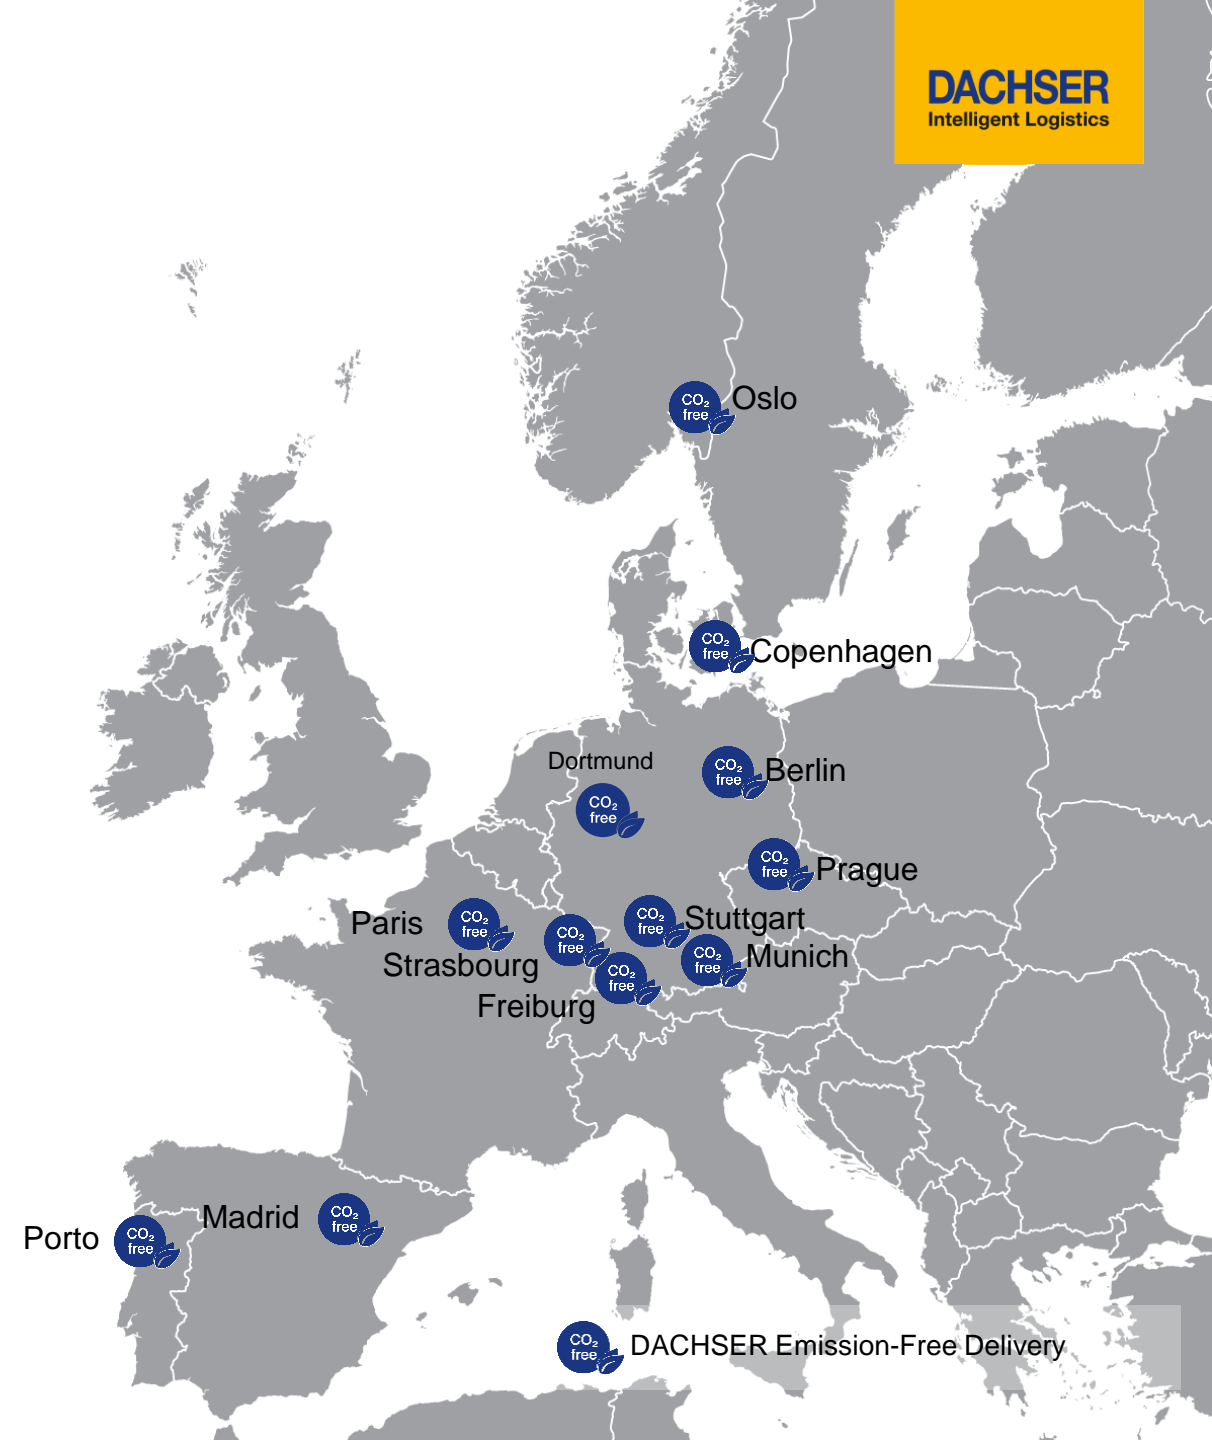 DACHSER
Intelligent Logistics
CO₂
free
Oslo
CO₂
free
Copenhagen
Dortmund
CO₂
free
CO₂
free
Berlin
CO₂
free
Prague
Paris
CO₂
free
CO₂
free
Stuttgart
Strasbourg
CO₂
free
CO₂
free
Munich
Freiburg
CO₂
free
Madrid
CO₂
free
Porto
CO₂
free
CO₂
free
DACHSER Emission-Free Delivery